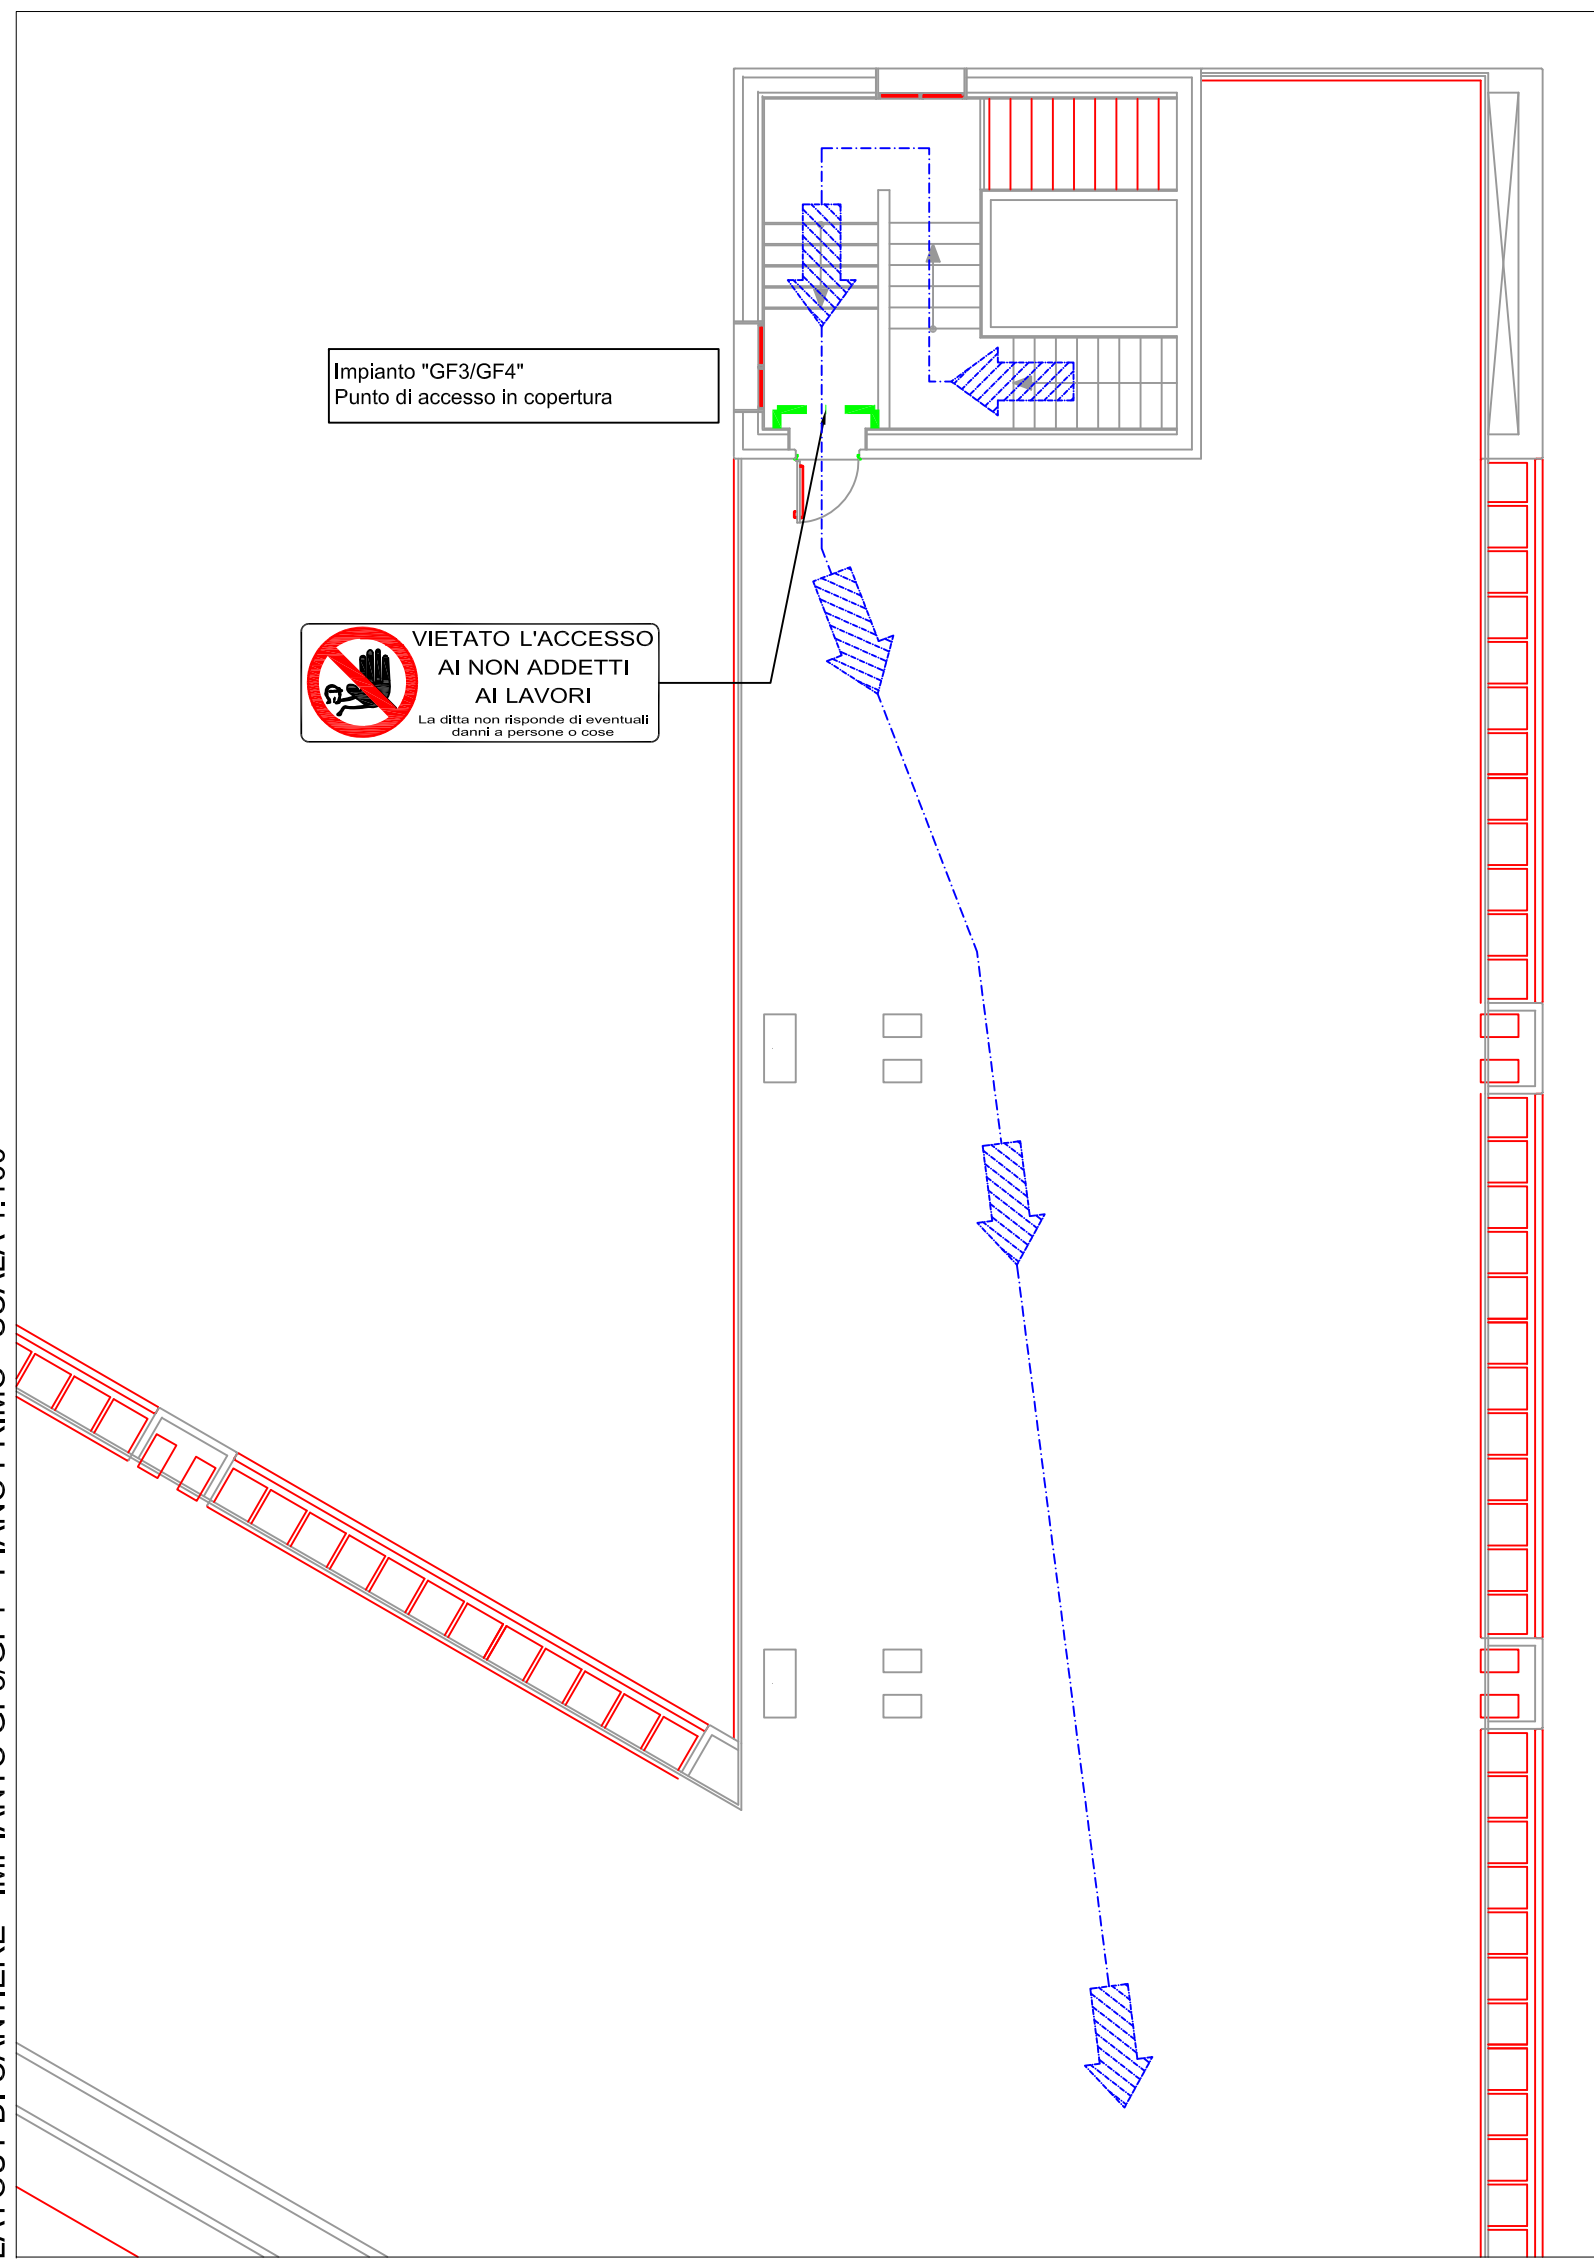 Impianto "GF3/GF4"
Punto di accesso in copertura
VIETATO L'ACCESSO
AI NON ADDETTI
AI LAVORI
La ditta non risponde di eventuali
danni a persone o cose